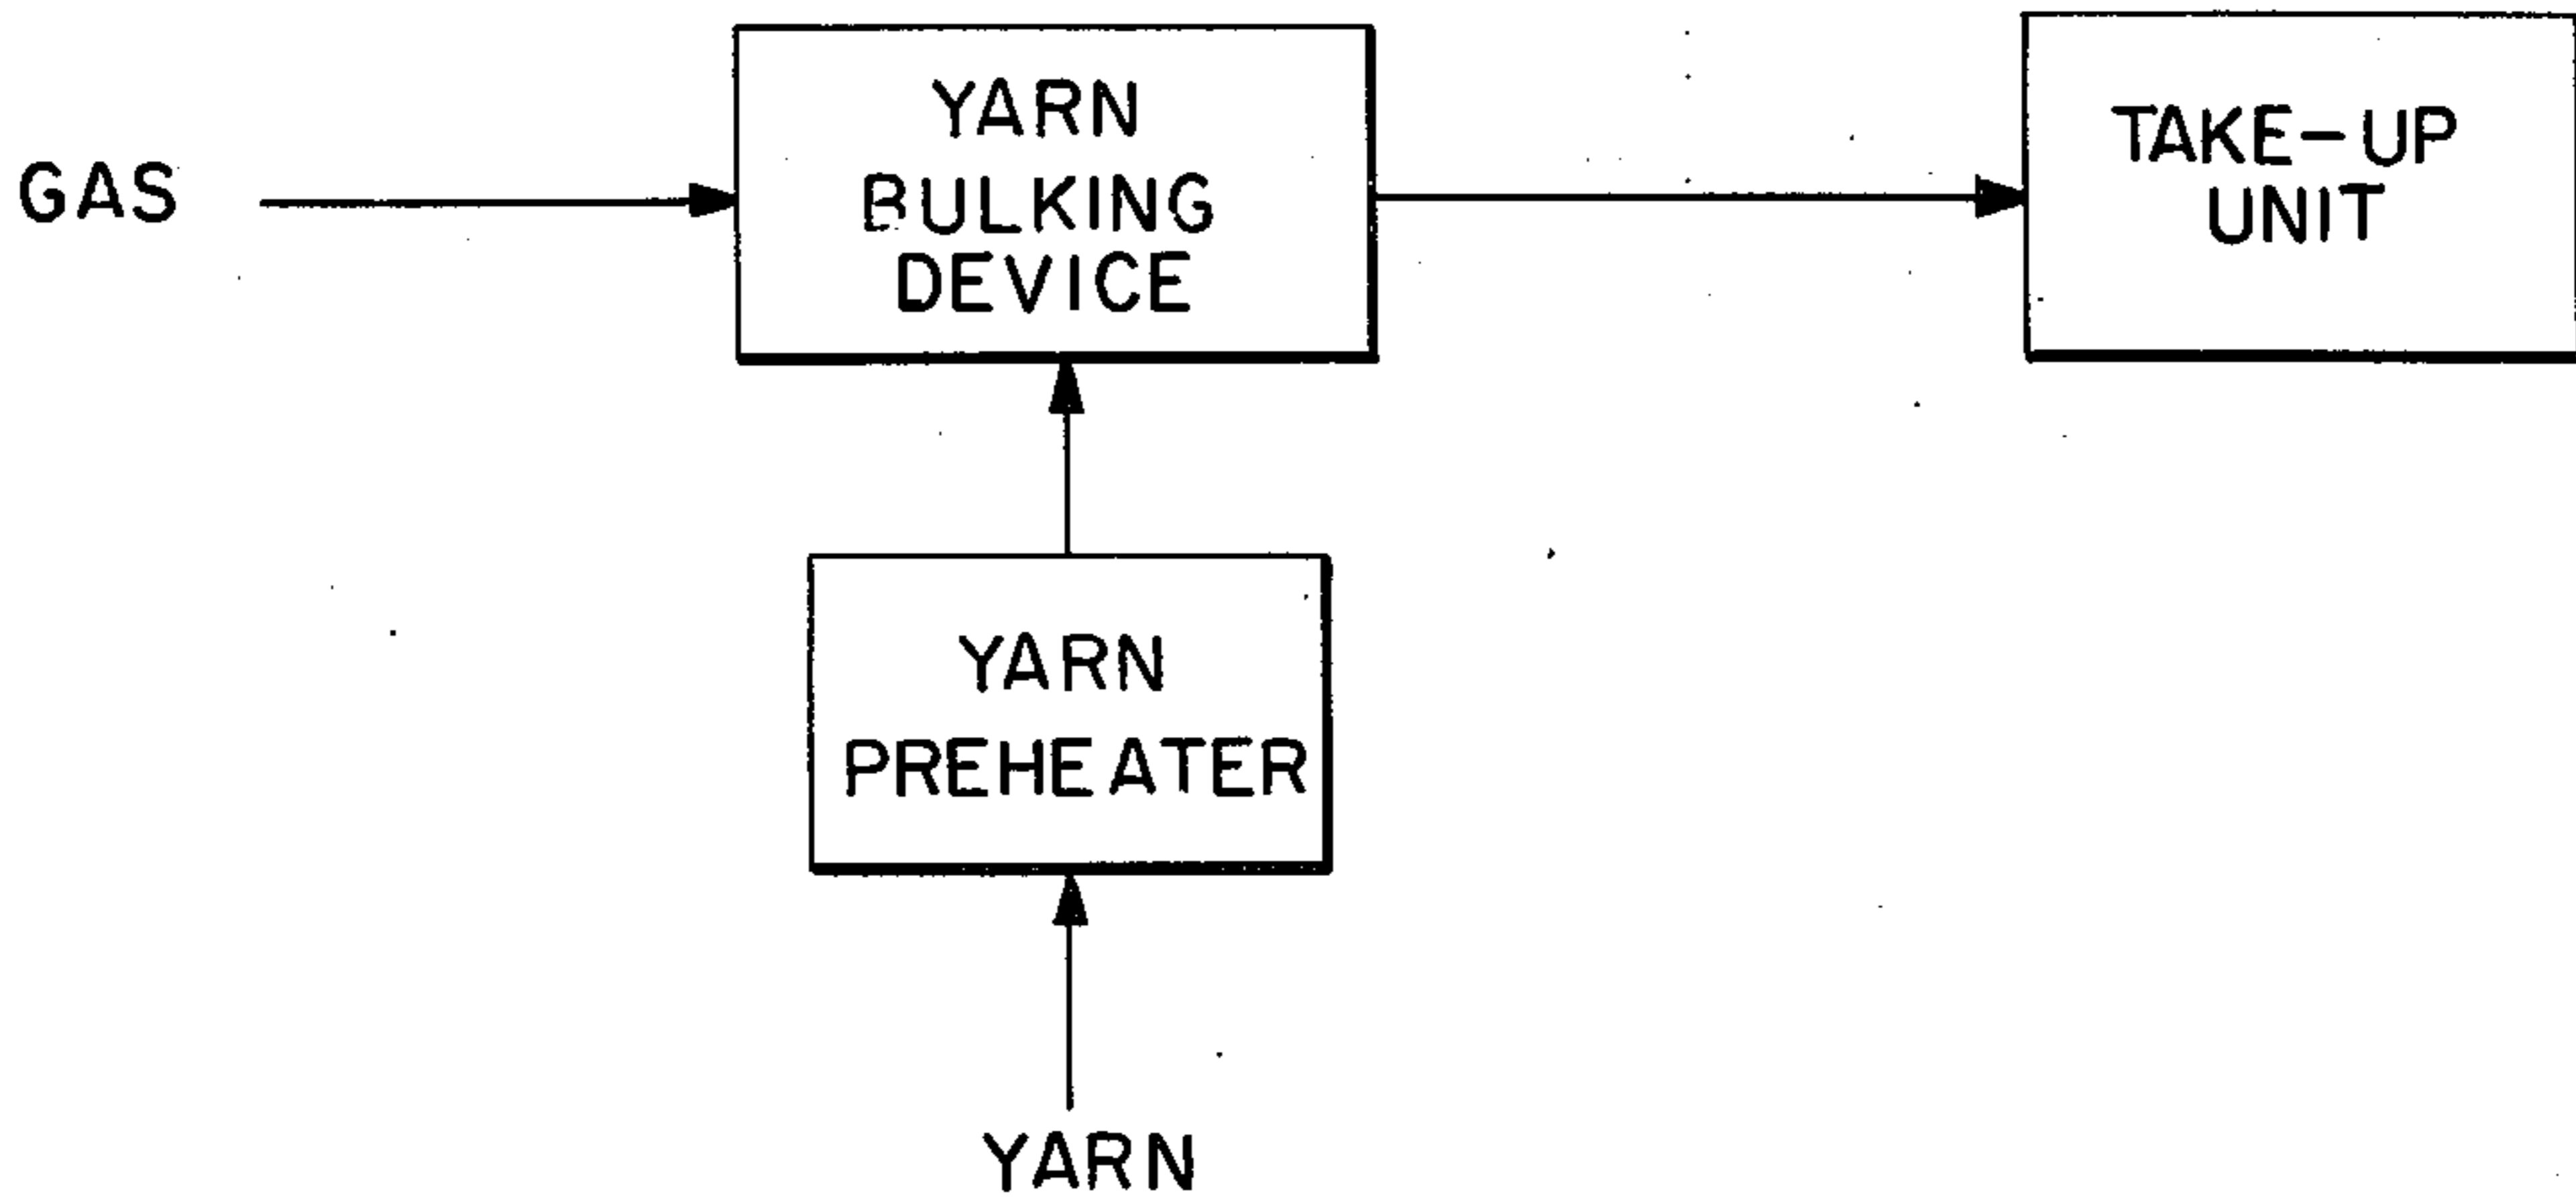 GAS
YARN
BULKING
DEVICE
TAKE-UP
UNIT
YARN
PREHEATER
YARN